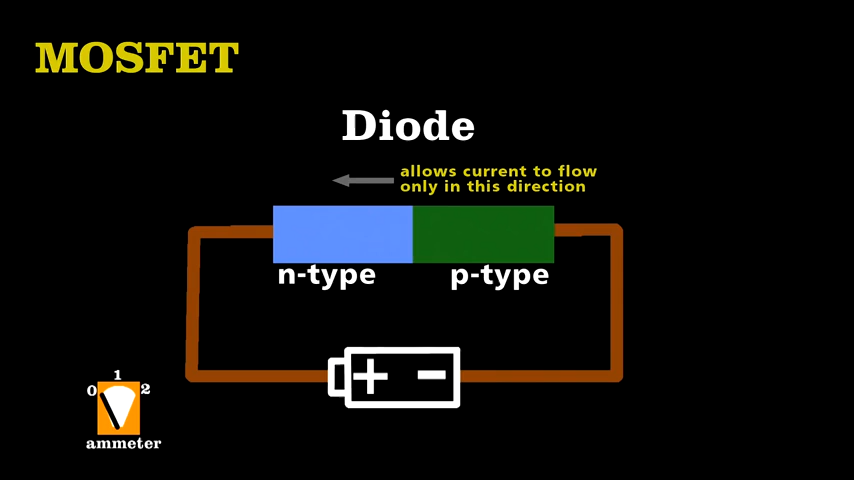 MOSFET
Diode
allows current to flow
only in this direction
n-type p-type
+ −
1
0 2
ammeter